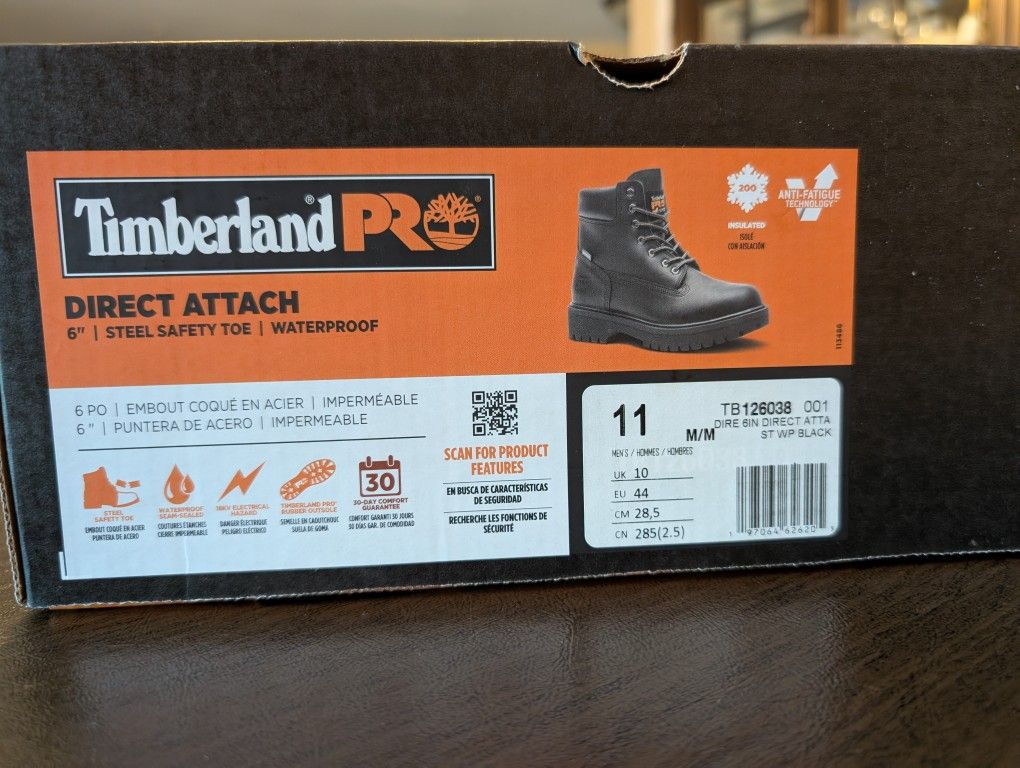 Timberland® PRO®
DIRECT ATTACH
6" | STEEL SAFETY TOE | WATERPROOF
200
INSULATED
ISOLÉ
CON AISLACIÓN
ANTI-FATIGUE
TECHNOLOGY™
113486
6 PO | EMBOUT COQUÉ EN ACIER | IMPERMÉABLE
6" | PUNTERA DE ACERO | IMPERMEABLE
STEEL
SAFETY TOE
EMBOUT COQUÉ EN ACIER
PUNTERA DE ACERO
WATERPROOF
SEAM-SEALED
COUTURES ÉTANCHES
CIERRE IMPERMEABLE
18KV ELECTRICAL
HAZARD
DANGER ÉLECTRIQUE
PELIGRO ELÉCTRICO
TIMBERLAND PRO®
RUBBER OUTSOLE
SEMELLE EN CAOUTCHOUC
SUELA DE GOMA
30
30-DAY COMFORT
GUARANTEE
CONFORT GARANTI 30 JOURS
30 DÍAS GAR. DE COMODIDAD
SCAN FOR PRODUCT
FEATURES
EN BUSCA DE CARACTERÍSTICAS
DE SEGURIDAD
RECHERCHE LES FONCTIONS DE
SÉCURITÉ
11
M/M
MEN'S / HOMMES / HOMBRES
UK 10
EU 44
CM 28,5
CN 285(2.5)
TB126038 001
DIRE 6IN DIRECT ATTA
ST WP BLACK
1 97064 62620 3